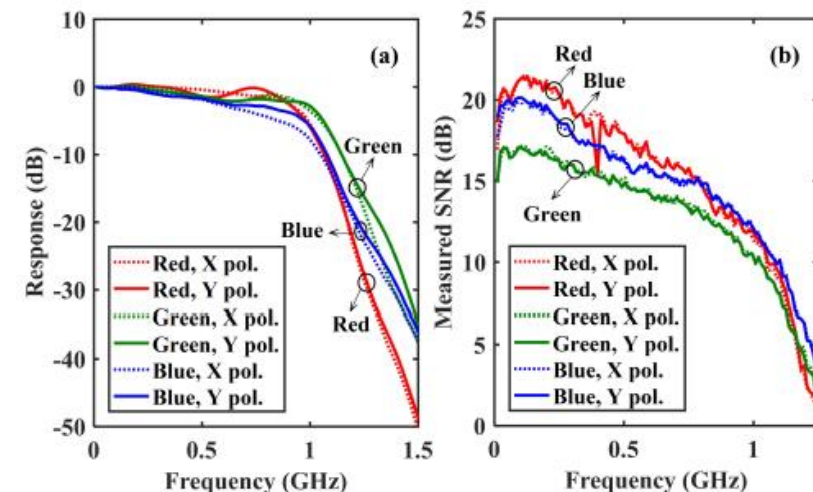 10
0
-10
-20
-30
-40
-50
Response (dB)
(a)
Green
Blue
Red
Red, X pol.
Red, Y pol.
Green, X pol.
Green, Y pol.
Blue, X pol.
Blue, Y pol.
0
0.5
1
1.5
Frequency (GHz)
25
20
15
10
5
0
Measured SNR (dB)
(b)
Red
Blue
Green
Red, X pol.
Red, Y pol.
Green, X pol.
Green, Y pol.
Blue, X pol.
Blue, Y pol.
0
0.5
1
Frequency (GHz)